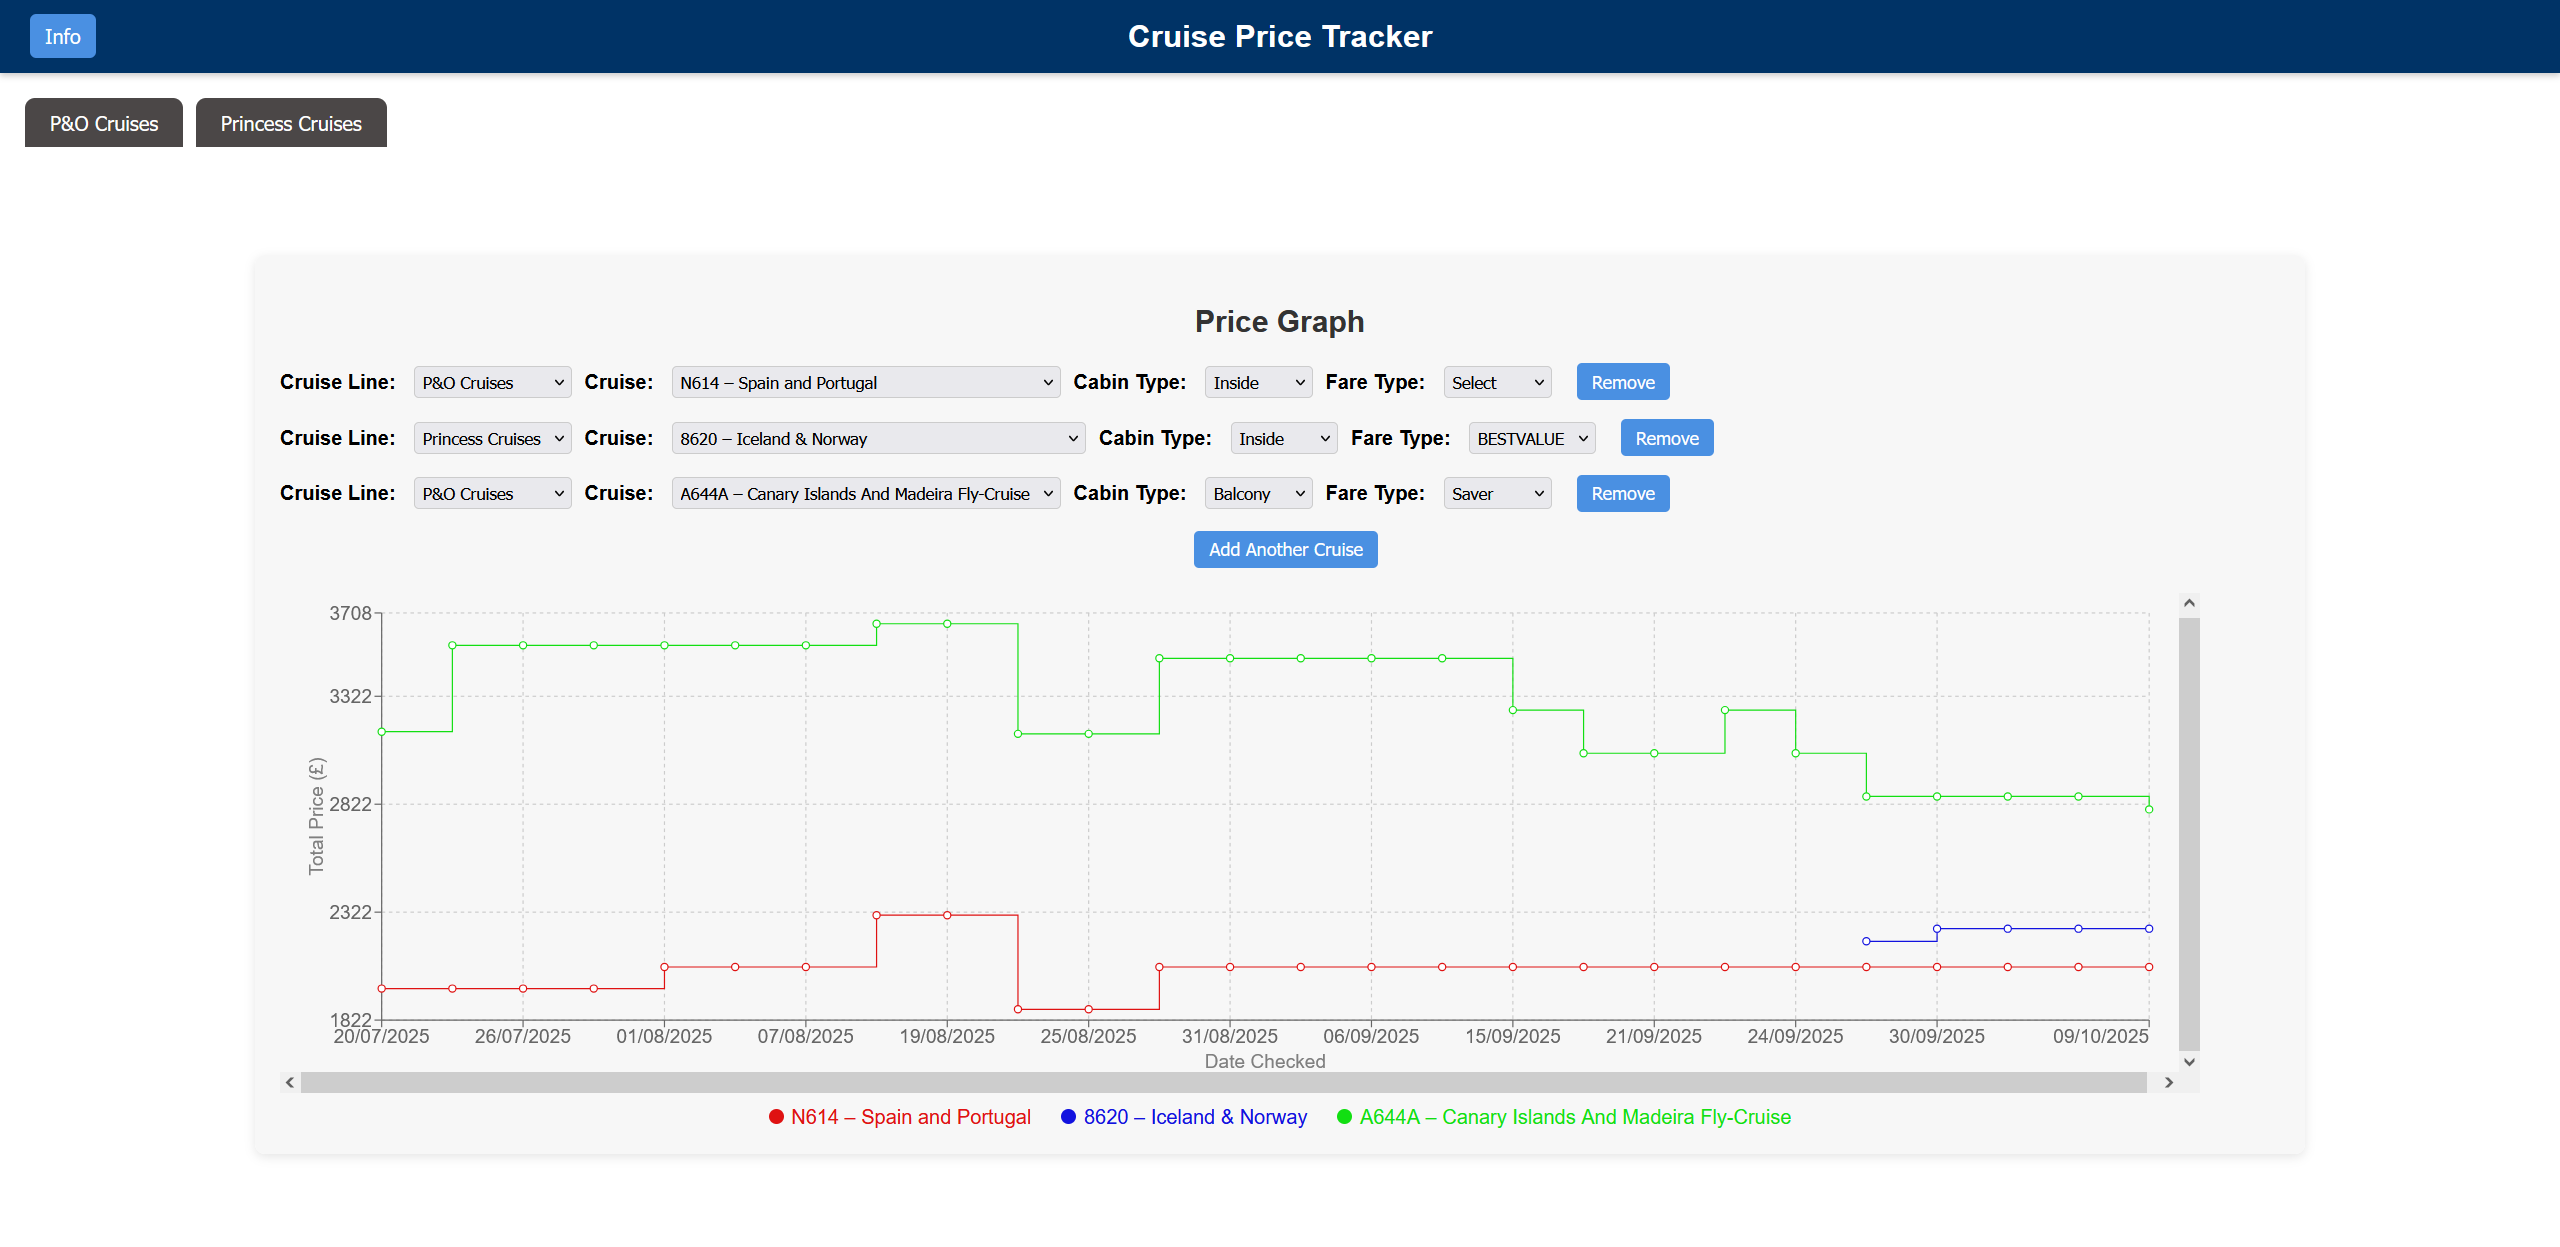 Info
Cruise Price Tracker
P&O Cruises
Princess Cruises
Price Graph
Cruise Line: P&O Cruises Cruise: N614 – Spain and Portugal Cabin Type: Inside Fare Type: Select Remove
Cruise Line: Princess Cruises Cruise: 8620 – Iceland & Norway Cabin Type: Inside Fare Type: BESTVALUE Remove
Cruise Line: P&O Cruises Cruise: A644A – Canary Islands And Madeira Fly-Cruise Cabin Type: Balcony Fare Type: Saver Remove
Add Another Cruise
3708
3322
2822
2322
1822
Total Price (£)
20/07/2025 26/07/2025 01/08/2025 07/08/2025 19/08/2025 25/08/2025 31/08/2025 06/09/2025 15/09/2025 21/09/2025 24/09/2025 30/09/2025 09/10/2025
Date Checked
N614 – Spain and Portugal 8620 – Iceland & Norway A644A – Canary Islands And Madeira Fly-Cruise